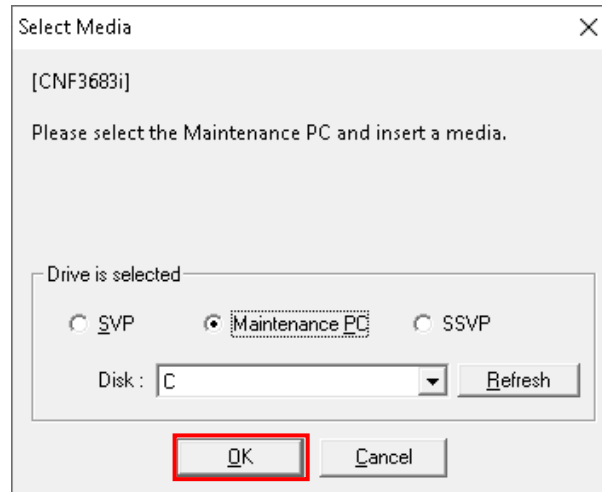 Select Media
[CNF3683i]
Please select the Maintenance PC and insert a media.
Drive is selected
SVP Maintenance PC SSVP
Disk : C Refresh
OK Cancel